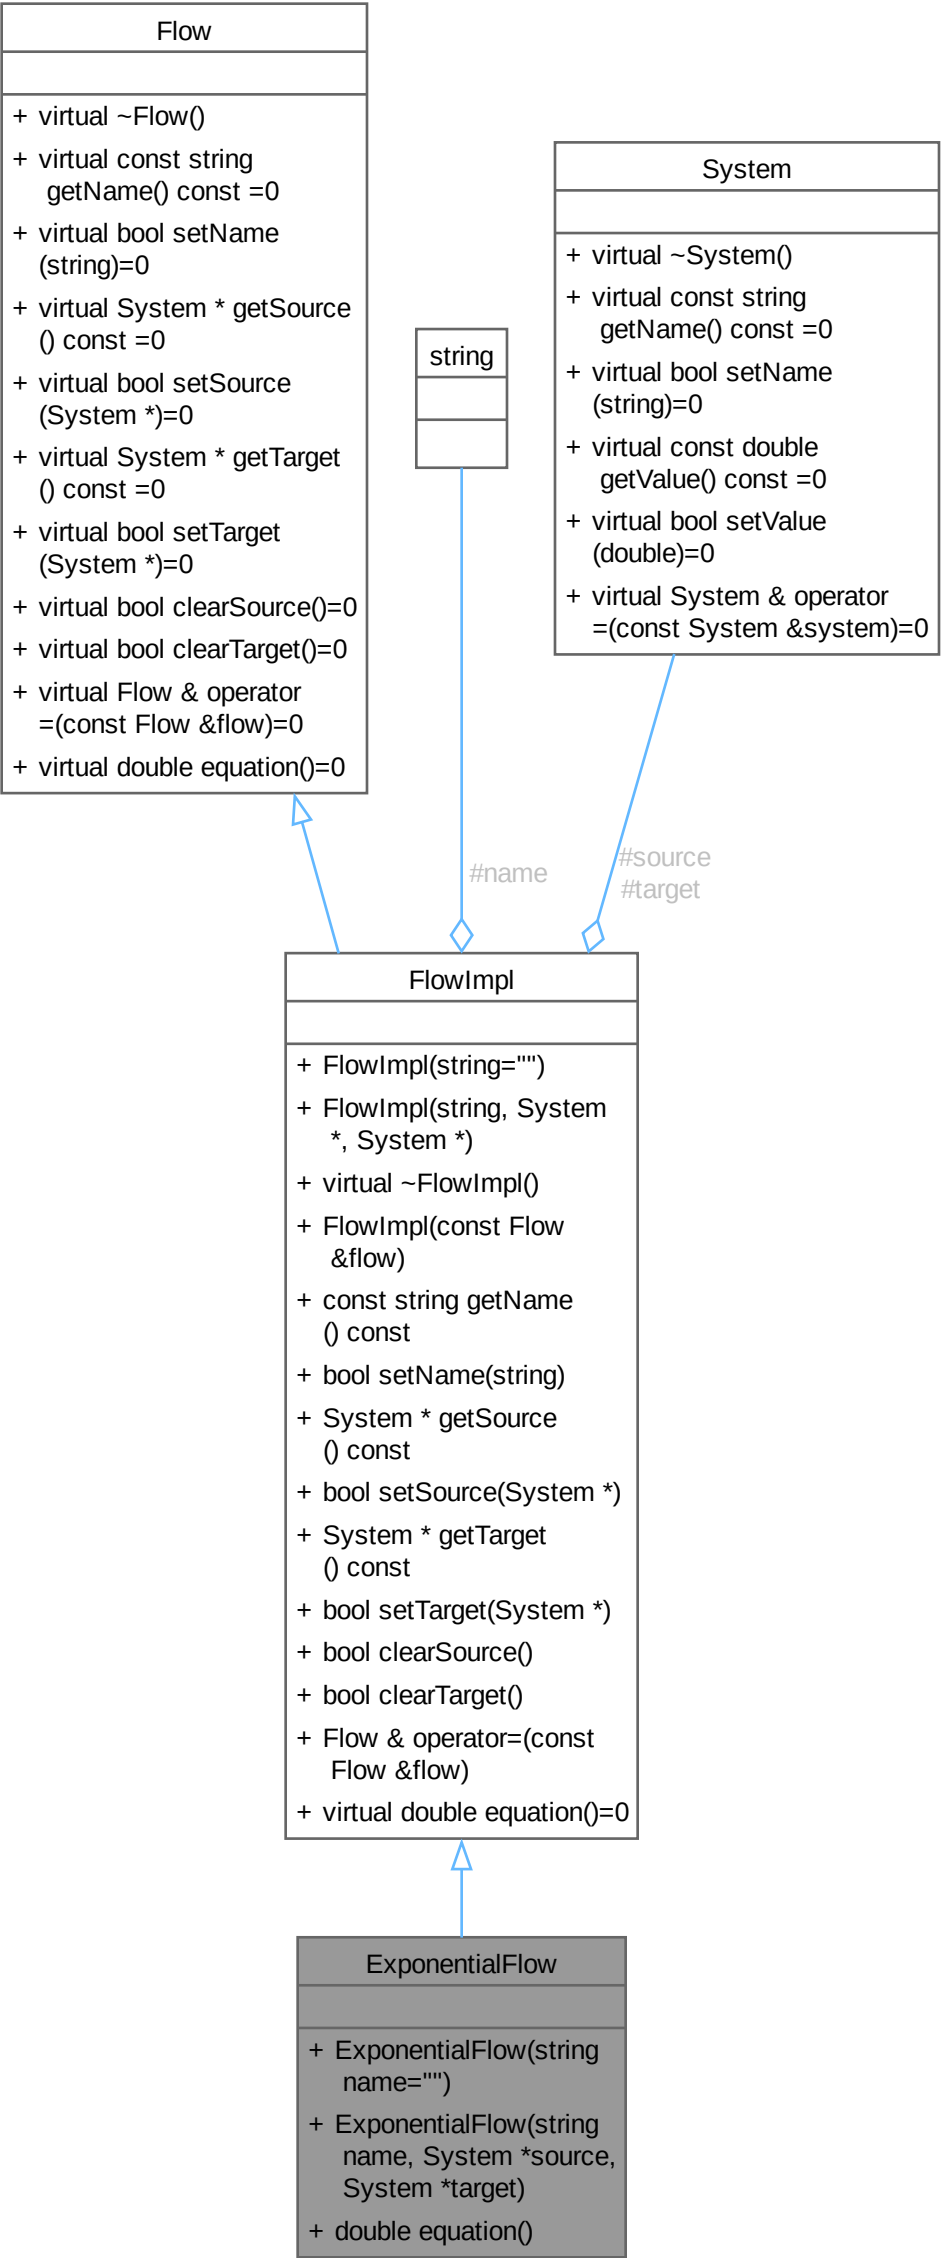 Flow
+ virtual ~Flow()
+ virtual const string
getName() const =0
+ virtual bool setName
(string)=0
+ virtual System * getSource
() const =0
+ virtual bool setSource
(System *)=0
+ virtual System * getTarget
() const =0
+ virtual bool setTarget
(System *)=0
+ virtual bool clearSource()=0
+ virtual bool clearTarget()=0
+ virtual Flow & operator
=(const Flow &flow)=0
+ virtual double equation()=0
string
System
+ virtual ~System()
+ virtual const string
getName() const =0
+ virtual bool setName
(string)=0
+ virtual const double
getValue() const =0
+ virtual bool setValue
(double)=0
+ virtual System & operator
=(const System &system)=0
#name
#source
#target
FlowImpl
+ FlowImpl(string="")
+ FlowImpl(string, System
*, System *)
+ virtual ~FlowImpl()
+ FlowImpl(const Flow
&flow)
+ const string getName
() const
+ bool setName(string)
+ System * getSource
() const
+ bool setSource(System *)
+ System * getTarget
() const
+ bool setTarget(System *)
+ bool clearSource()
+ bool clearTarget()
+ Flow & operator=(const
Flow &flow)
+ virtual double equation()=0
ExponentialFlow
+ ExponentialFlow(string
name="")
+ ExponentialFlow(string
name, System *source,
System *target)
+ double equation()